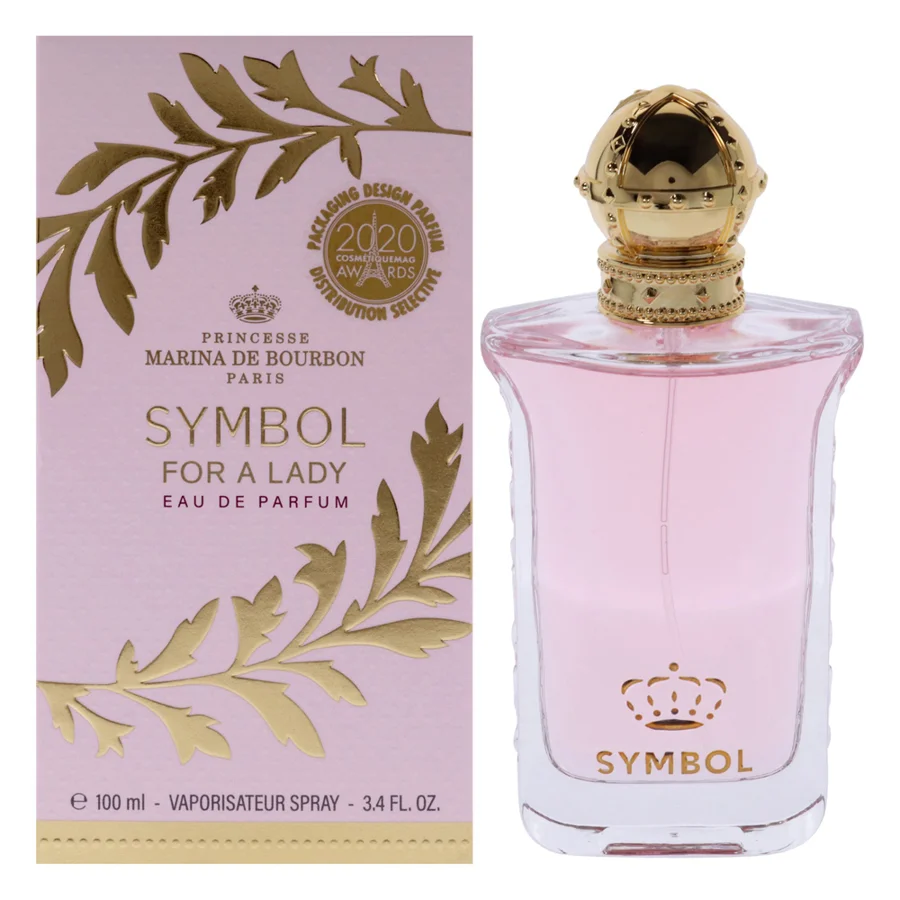 PACKAGING DESIGN PARFUM
2020
COSMÉTIQUEMAG
AWARDS
DISTRIBUTION SELECTIVE
PRINCESSE
MARINA DE BOURBON
PARIS
SYMBOL
FOR A LADY
EAU DE PARFUM
℮ 100 ml - VAPORISATEUR SPRAY - 3.4 FL. OZ.
SYMBOL